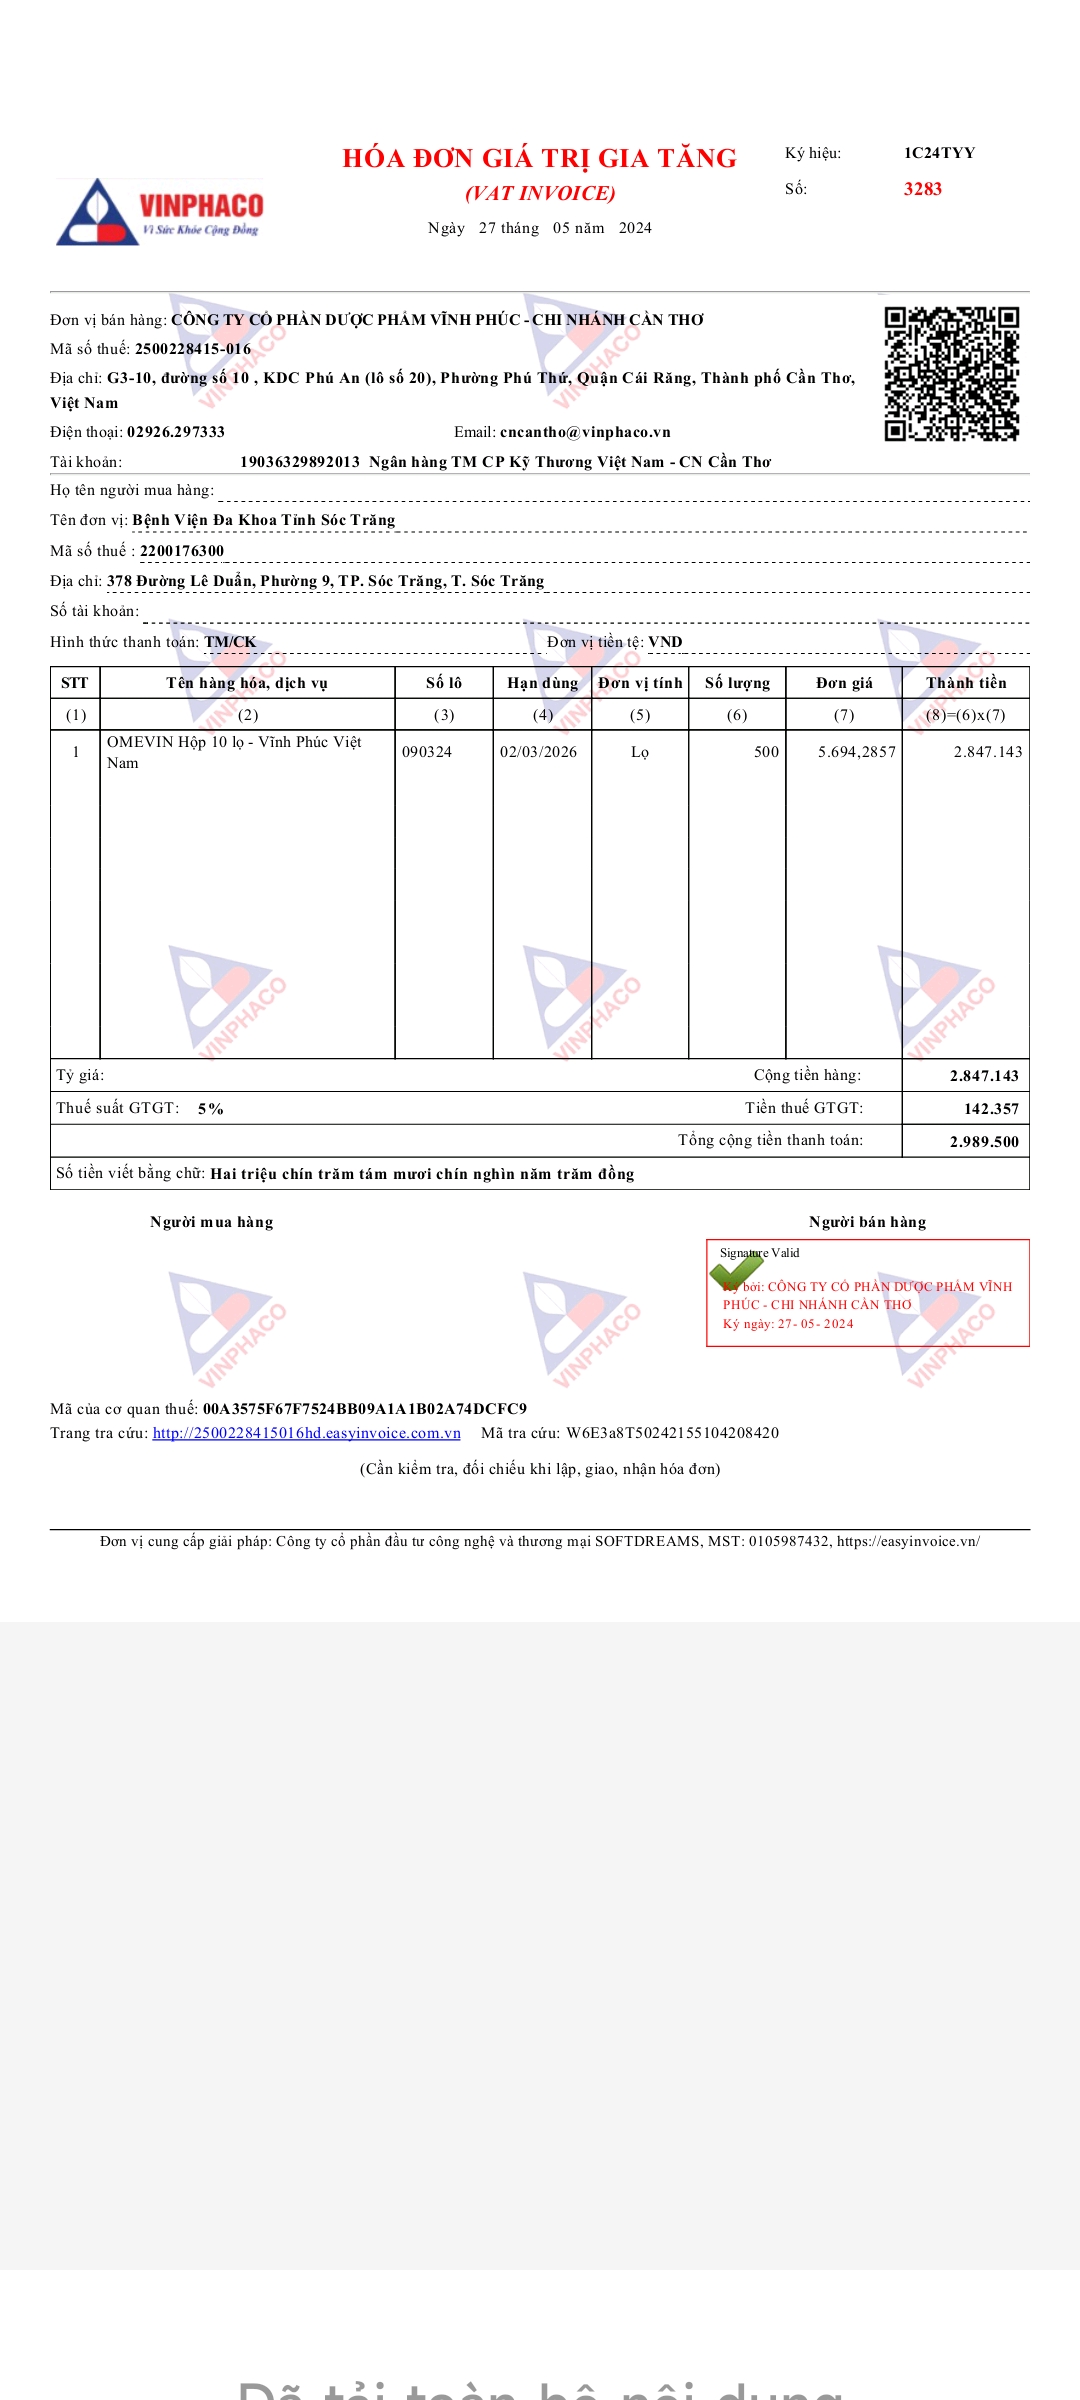 HÓA ĐƠN GIÁ TRỊ GIA TĂNG
(VAT INVOICE)
Ngày 27 tháng 05 năm 2024
Ký hiệu: 1C24TYY
Số: 3283
VINPHACO
Vì Sức Khỏe Cộng Đồng
Đơn vị bán hàng: CÔNG TY CỔ PHẦN DƯỢC PHẨM VĨNH PHÚC - CHI NHÁNH CẦN THƠ
Mã số thuế: 2500228415-016
Địa chỉ: G3-10, đường số 10 , KDC Phú An (lô số 20), Phường Phú Thứ, Quận Cái Răng, Thành phố Cần Thơ,
Việt Nam
Điện thoại: 02926.297333 Email: cncantho@vinphaco.vn
Tài khoản: 19036329892013 Ngân hàng TM CP Kỹ Thương Việt Nam - CN Cần Thơ
Họ tên người mua hàng:
Tên đơn vị: Bệnh Viện Đa Khoa Tỉnh Sóc Trăng
Mã số thuế : 2200176300
Địa chỉ: 378 Đường Lê Duẩn, Phường 9, TP. Sóc Trăng, T. Sóc Trăng
Số tài khoản:
Hình thức thanh toán: TM/CK Đơn vị tiền tệ: VND
STT Tên hàng hóa, dịch vụ Số lô Hạn dùng Đơn vị tính Số lượng Đơn giá Thành tiền
(1) (2) (3) (4) (5) (6) (7) (8)=(6)x(7)
1 OMEVIN Hộp 10 lọ - Vĩnh Phúc Việt Nam 090324 02/03/2026 Lọ 500 5.694,2857 2.847.143
Tỷ giá: Cộng tiền hàng: 2.847.143
Thuế suất GTGT: 5% Tiền thuế GTGT: 142.357
Tổng cộng tiền thanh toán: 2.989.500
Số tiền viết bằng chữ: Hai triệu chín trăm tám mươi chín nghìn năm trăm đồng
Người mua hàng Người bán hàng
Signature Valid
Ký bởi: CÔNG TY CỔ PHẦN DƯỢC PHẨM VĨNH
PHÚC - CHI NHÁNH CẦN THƠ
Ký ngày: 27- 05- 2024
Mã của cơ quan thuế: 00A3575F67F7524BB09A1A1B02A74DCFC9
Trang tra cứu: http://2500228415016hd.easyinvoice.com.vn Mã tra cứu: W6E3a8T50242155104208420
(Cần kiểm tra, đối chiếu khi lập, giao, nhận hóa đơn)
Đơn vị cung cấp giải pháp: Công ty cổ phần đầu tư công nghệ và thương mại SOFTDREAMS, MST: 0105987432, https://easyinvoice.vn/
Đã tải toàn bộ nội dung